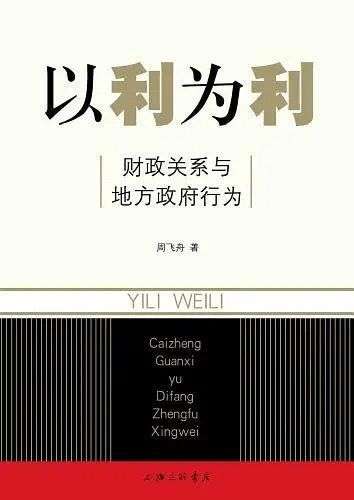 以利为利
财政关系与
地方政府行为
周飞舟 著
YILI WEILI
Caizheng
Guanxi
yu
Difang
Zhengfu
Xingwei
上海三联书店